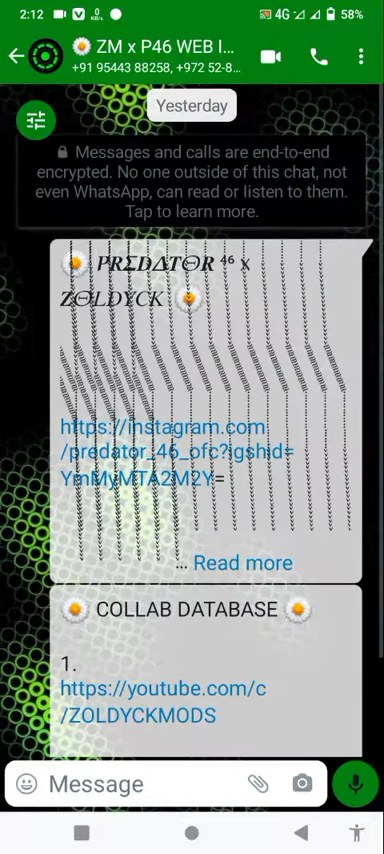 2:12 0 KB/s 4G 58%
ZM x P46 WEB I...
+91 95443 88258, +972 52-8...
Yesterday
Messages and calls are end-to-end
encrypted. No one outside of this chat, not
even WhatsApp, can read or listen to them.
Tap to learn more.
PRΣDΔTΘR ⁴⁶ x
ZΘLDYCK
https://instagram.com
/predator_46_ofc?igshid=
YmMyMTA2M2Y=
... Read more
🌼 COLLAB DATABASE 🌼
1.
https://youtube.com/c
/ZOLDYCKMODS
Message